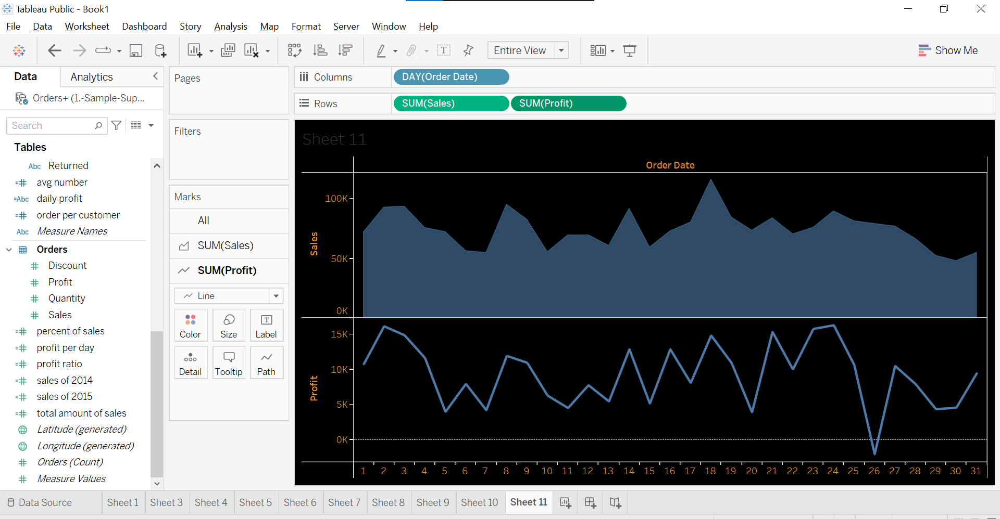 Tableau Public - Book1
File Data Worksheet Dashboard Story Analysis Map Format Server Window Help
Entire View
Show Me
Data Analytics
Orders+ (1.-Sample-Sup...
Search
Tables
Abc Returned
=# avg number
=Abc daily profit
=# order per customer
Abc Measure Names
Orders
# Discount
# Profit
# Quantity
# Sales
=# percent of sales
=# profit per day
=# profit ratio
=# sales of 2014
=# sales of 2015
=# total amount of sales
Latitude (generated)
Longitude (generated)
# Orders (Count)
# Measure Values
Pages
Filters
Marks
All
SUM(Sales)
SUM(Profit)
Line
Color Size Label
Detail Tooltip Path
Columns DAY(Order Date)
Rows SUM(Sales) SUM(Profit)
Sheet 11
Order Date
Sales
100K
50K
0K
Profit
15K
10K
5K
0K
1 2 3 4 5 6 7 8 9 10 11 12 13 14 15 16 17 18 19 20 21 22 23 24 25 26 27 28 29 30 31
Data Source Sheet 1 Sheet 3 Sheet 4 Sheet 5 Sheet 6 Sheet 7 Sheet 8 Sheet 9 Sheet 10 Sheet 11